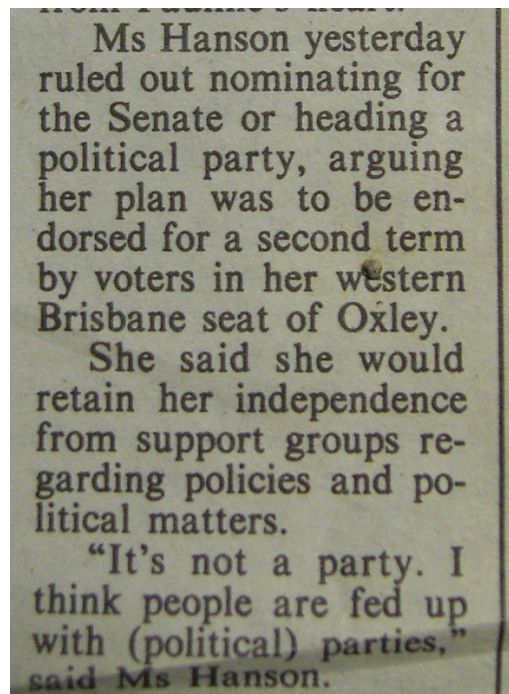 from Pauline's heart.
Ms Hanson yesterday
ruled out nominating for
the Senate or heading a
political party, arguing
her plan was to be en-
dorsed for a second term
by voters in her western
Brisbane seat of Oxley.
She said she would
retain her independence
from support groups re-
garding policies and po-
litical matters.
"It's not a party. I
think people are fed up
with (political) parties,"
said Ms Hanson.